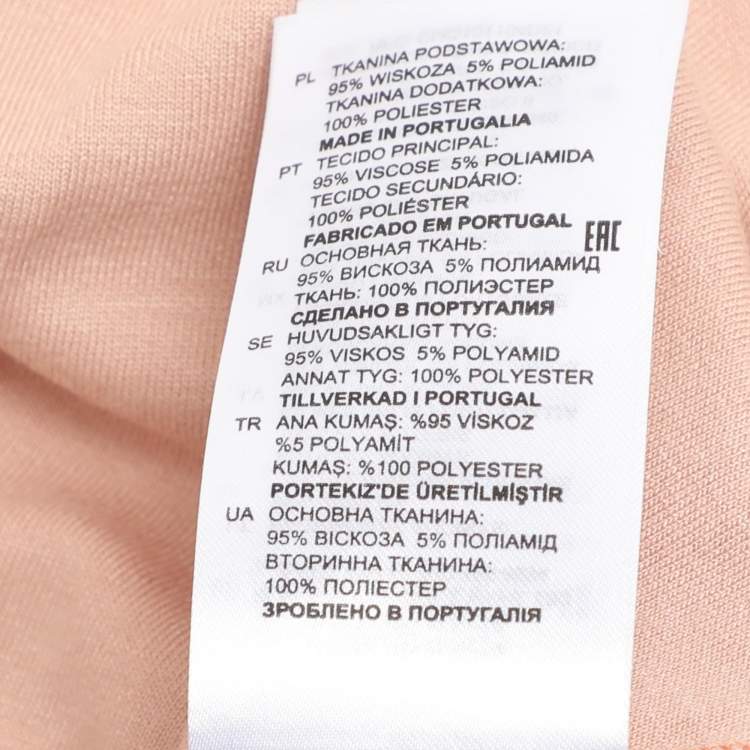 PL TKANINA PODSTAWOWA:
95% WISKOZA 5% POLIAMID
TKANINA DODATKOWA:
100% POLIESTER
MADE IN PORTUGALIA
PT TECIDO PRINCIPAL:
95% VISCOSE 5% POLIAMIDA
TECIDO SECUNDÁRIO:
100% POLIÉSTER
FABRICADO EM PORTUGAL
EAC
RU ОСНОВНАЯ ТКАНЬ:
95% ВИСКОЗА 5% ПОЛИАМИД
ТКАНЬ: 100% ПОЛИЭСТЕР
СДЕЛАНО В ПОРТУГАЛИЯ
SE HUVUDSAKLIGT TYG:
95% VISKOS 5% POLYAMID
ANNAT TYG: 100% POLYESTER
TILLVERKAD I PORTUGAL
TR ANA KUMAŞ: %95 VİSKOZ
%5 POLYAMİT
KUMAŞ: %100 POLYESTER
PORTEKIZ'DE ÜRETİLMİŞTİR
UA ОСНОВНА ТКАНИНА:
95% ВІСКОЗА 5% ПОЛІАМІД
ВТОРИННА ТКАНИНА:
100% ПОЛІЕСТЕР
ЗРОБЛЕНО В ПОРТУГАЛІЯ